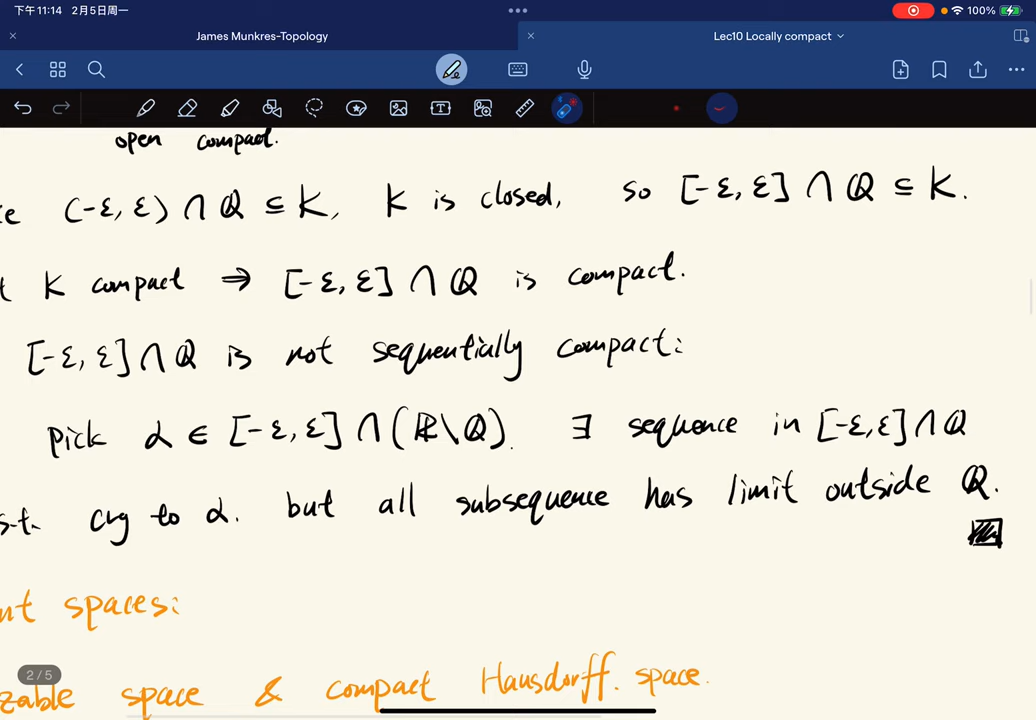 下午11:14 2月5日周一
100%
James Munkres-Topology
Lec10 Locally compact
open compact.
ce (-ε, ε) ∩ ℚ ⊆ K, K is closed, so [-ε, ε] ∩ ℚ ⊆ K.
t K compact ⇒ [-ε, ε] ∩ ℚ is compact.
[-ε, ε] ∩ ℚ is not sequentially compact:
pick α ∈ [-ε, ε] ∩ (ℝ\ℚ). ∃ sequence in [-ε, ε] ∩ ℚ
s.t. cvg to α. but all subsequence has limit outside ℚ.
nt spaces:
2/5
zable space & compact Hausdorff. space.